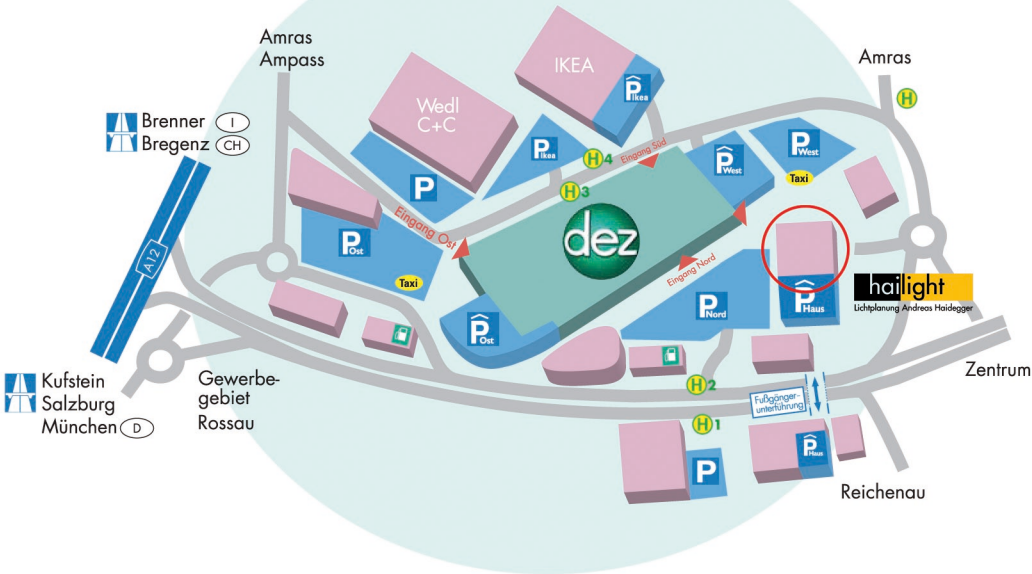 Amras
Ampass
IKEA
Amras
H
P
Ikea
Wedl
C+C
Brenner I
Bregenz CH
P
Ikea
H4
Eingang Süd
P
West
P
West
P
H3
Taxi
Eingang Ost
dez
A12
P
Ost
Taxi
Eingang Nord
hailight
Lichtplanung Andreas Haidegger
P
Nord
P
Haus
P
Ost
Zentrum
Kufstein
Salzburg
München D
Gewerbe-
gebiet
Rossau
H2
Fußgänger-
unterführung
H1
P
P
Haus
Reichenau